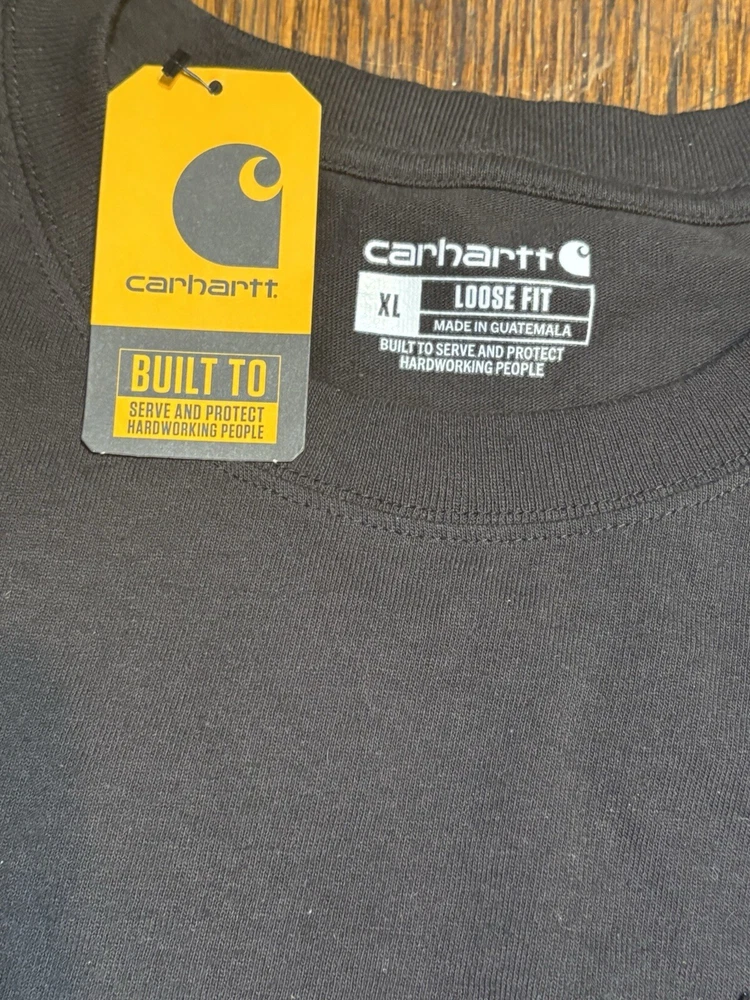 carhartt.
BUILT TO
SERVE AND PROTECT
HARDWORKING PEOPLE
carhartt
XL
LOOSE FIT
MADE IN GUATEMALA
BUILT TO SERVE AND PROTECT
HARDWORKING PEOPLE